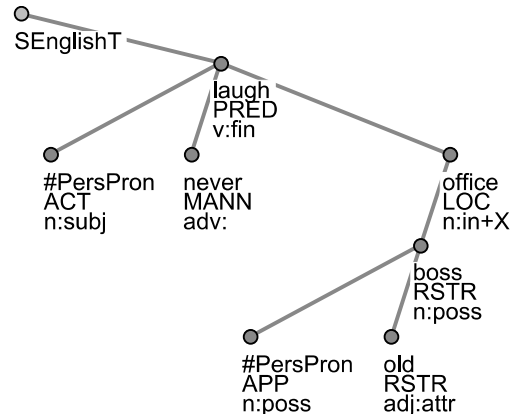 SEnglishT
laugh
PRED
v:fin
#PersPron
ACT
n:subj
never
MANN
adv:
office
LOC
n:in+X
boss
RSTR
n:poss
#PersPron
APP
n:poss
old
RSTR
adj:attr